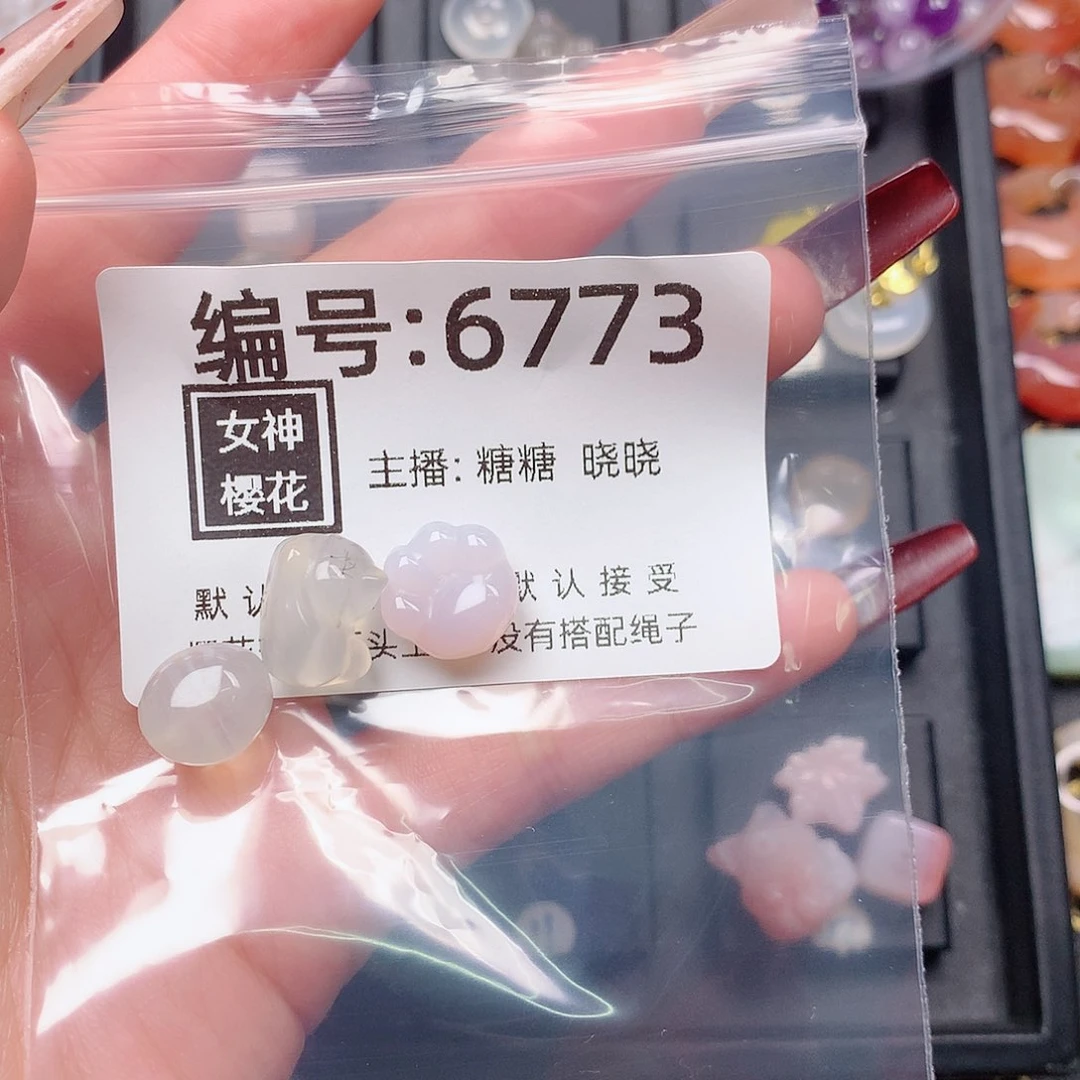 编号:6773
女神
樱花
主播: 糖糖 晓晓
默认 默认接受
没有搭配绳子